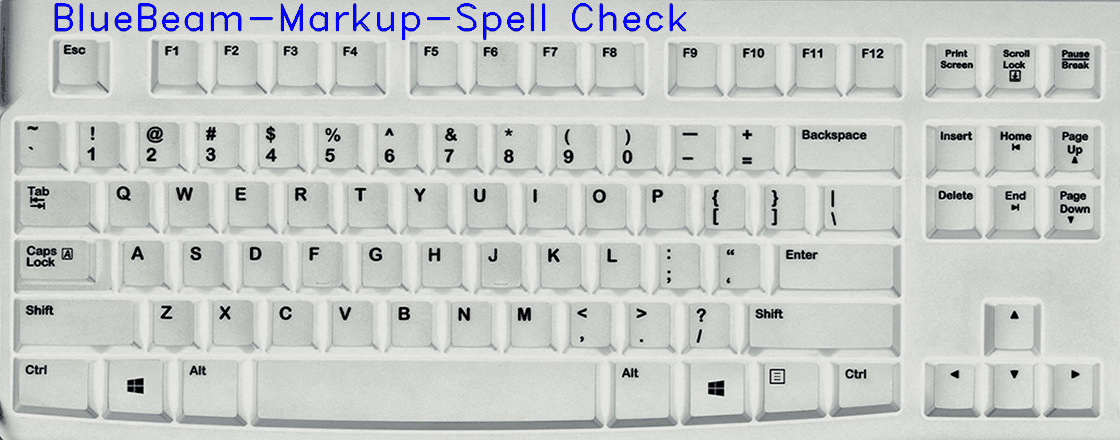 BlueBeam-Markup-Spell Check
Esc F1 F2 F3 F4 F5 F6 F7 F8 F9 F10 F11 F12 Print Screen Scroll Lock Pause Break
~ ` ! 1 @ 2 # 3 $ 4 % 5 ^ 6 & 7 * 8 ( 9 ) 0 — - + = Backspace Insert Home Page Up
Tab Q W E R T Y U I O P { [ } ] | \ Delete End Page Down
Caps Lock A S D F G H J K L : ; “ ‘ Enter
Shift Z X C V B N M < , > . ? / Shift
Ctrl Alt Alt Ctrl